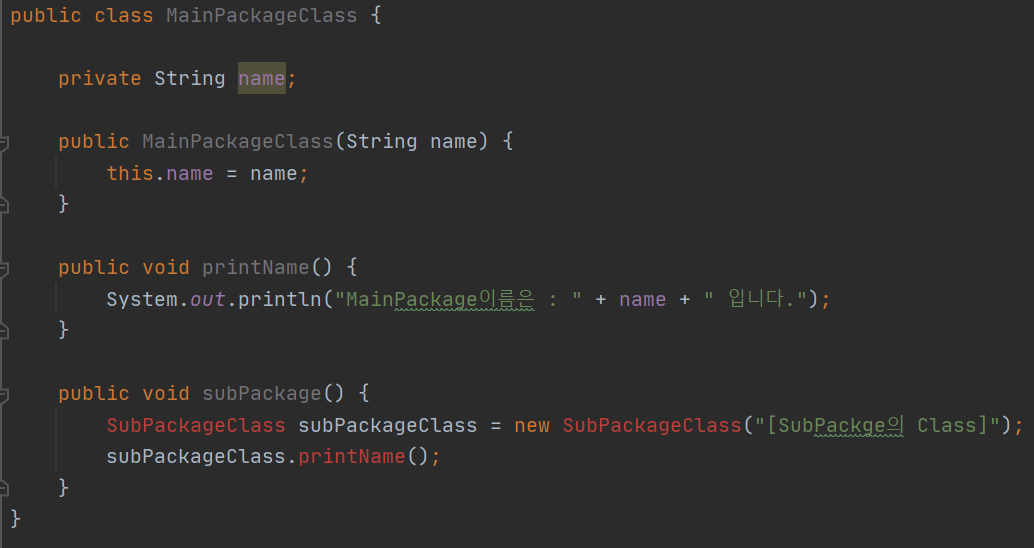 public class MainPackageClass {
private String name;
public MainPackageClass(String name) {
this.name = name;
}
public void printName() {
System.out.println("MainPackage이름은 : " + name + " 입니다.");
}
public void subPackage() {
SubPackageClass subPackageClass = new SubPackageClass("[SubPackge의 Class]");
subPackageClass.printName();
}
}